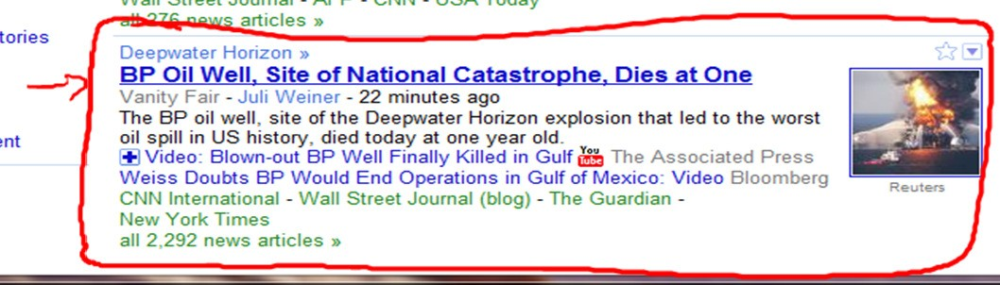 Wall Street Journal - AFP - CNN - USA Today
all 276 news articles »
tories
ent
Deepwater Horizon »
BP Oil Well, Site of National Catastrophe, Dies at One
Vanity Fair - Juli Weiner - 22 minutes ago
The BP oil well, site of the Deepwater Horizon explosion that led to the worst
oil spill in US history, died today at one year old.
Video: Blown-out BP Well Finally Killed in Gulf YouTube The Associated Press
Weiss Doubts BP Would End Operations in Gulf of Mexico: Video Bloomberg
CNN International - Wall Street Journal (blog) - The Guardian -
New York Times
all 2,292 news articles »
Reuters